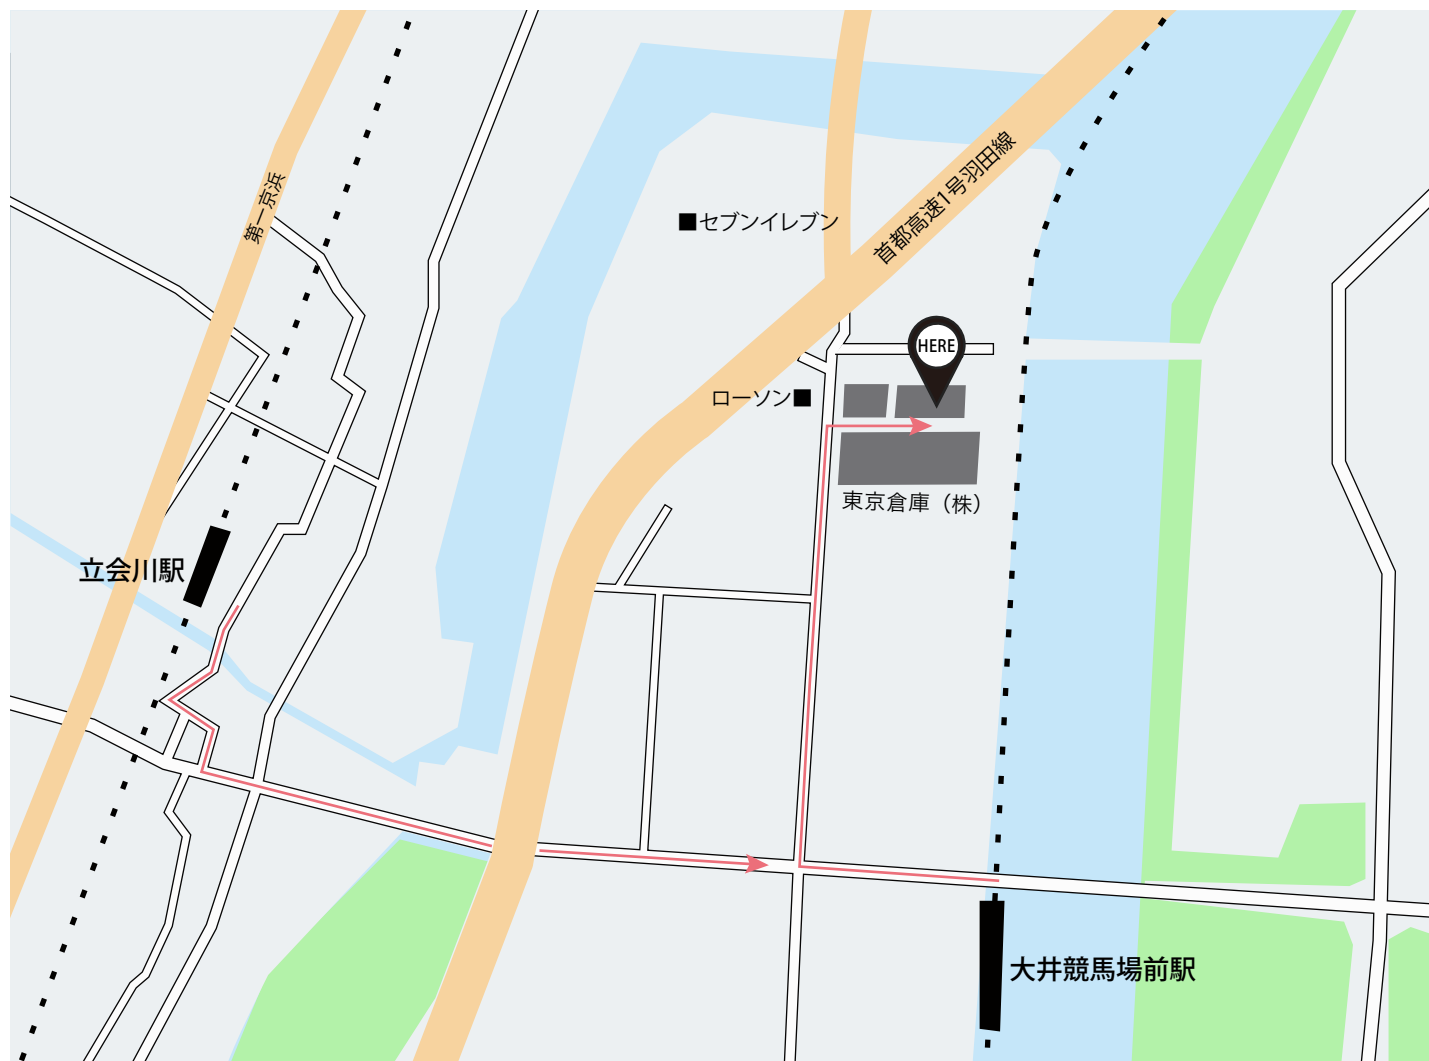 第一京浜
首都高速1号羽田線
■セブンイレブン
HERE
ローソン■
東京倉庫（株）
立会川駅
大井競馬場前駅